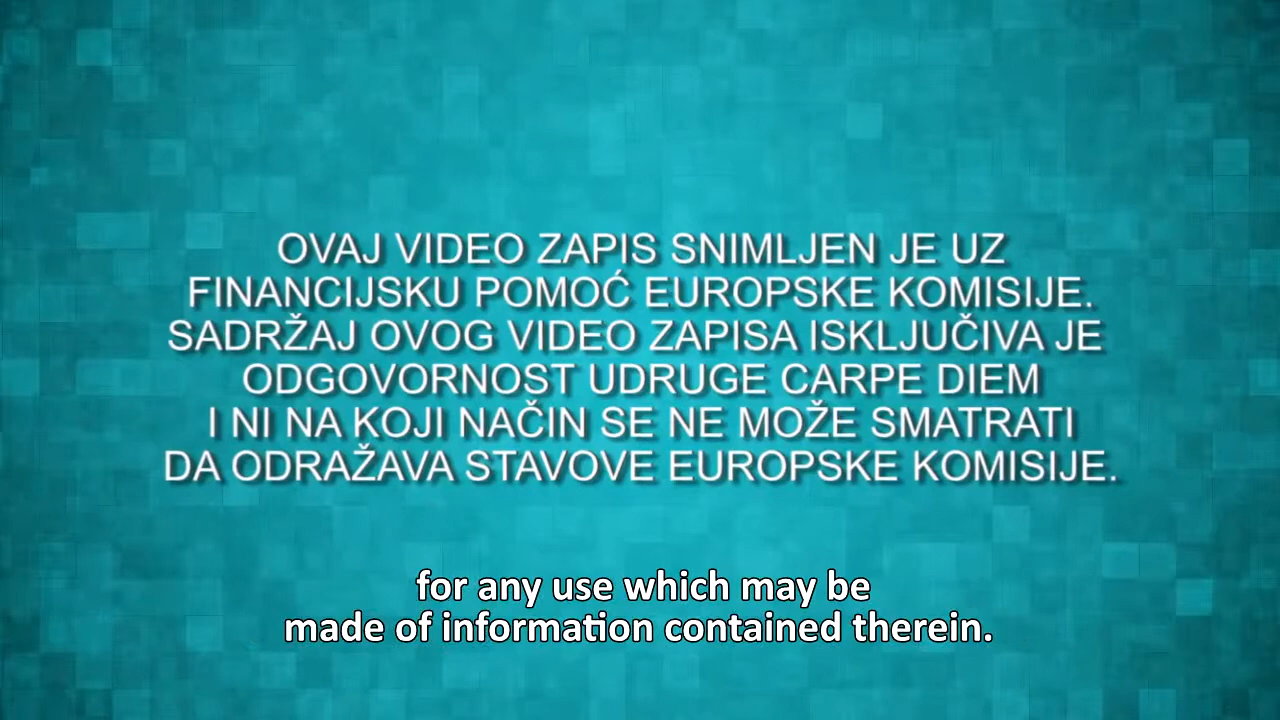 OVAJ VIDEO ZAPIS SNIMLJEN JE UZ
FINANCIJSKU POMOĆ EUROPSKE KOMISIJE.
SADRŽAJ OVOG VIDEO ZAPISA ISKLJUČIVA JE
ODGOVORNOST UDRUGE CARPE DIEM
I NI NA KOJI NAČIN SE NE MOŽE SMATRATI
DA ODRAŽAVA STAVOVE EUROPSKE KOMISIJE.
for any use which may be
made of information contained therein.